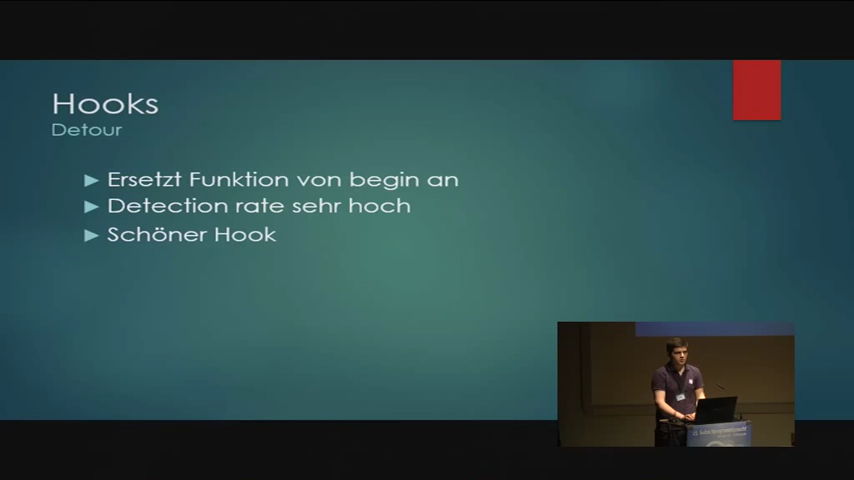 Hooks
Detour
Ersetzt Funktion von begin an
Detection rate sehr hoch
Schöner Hook